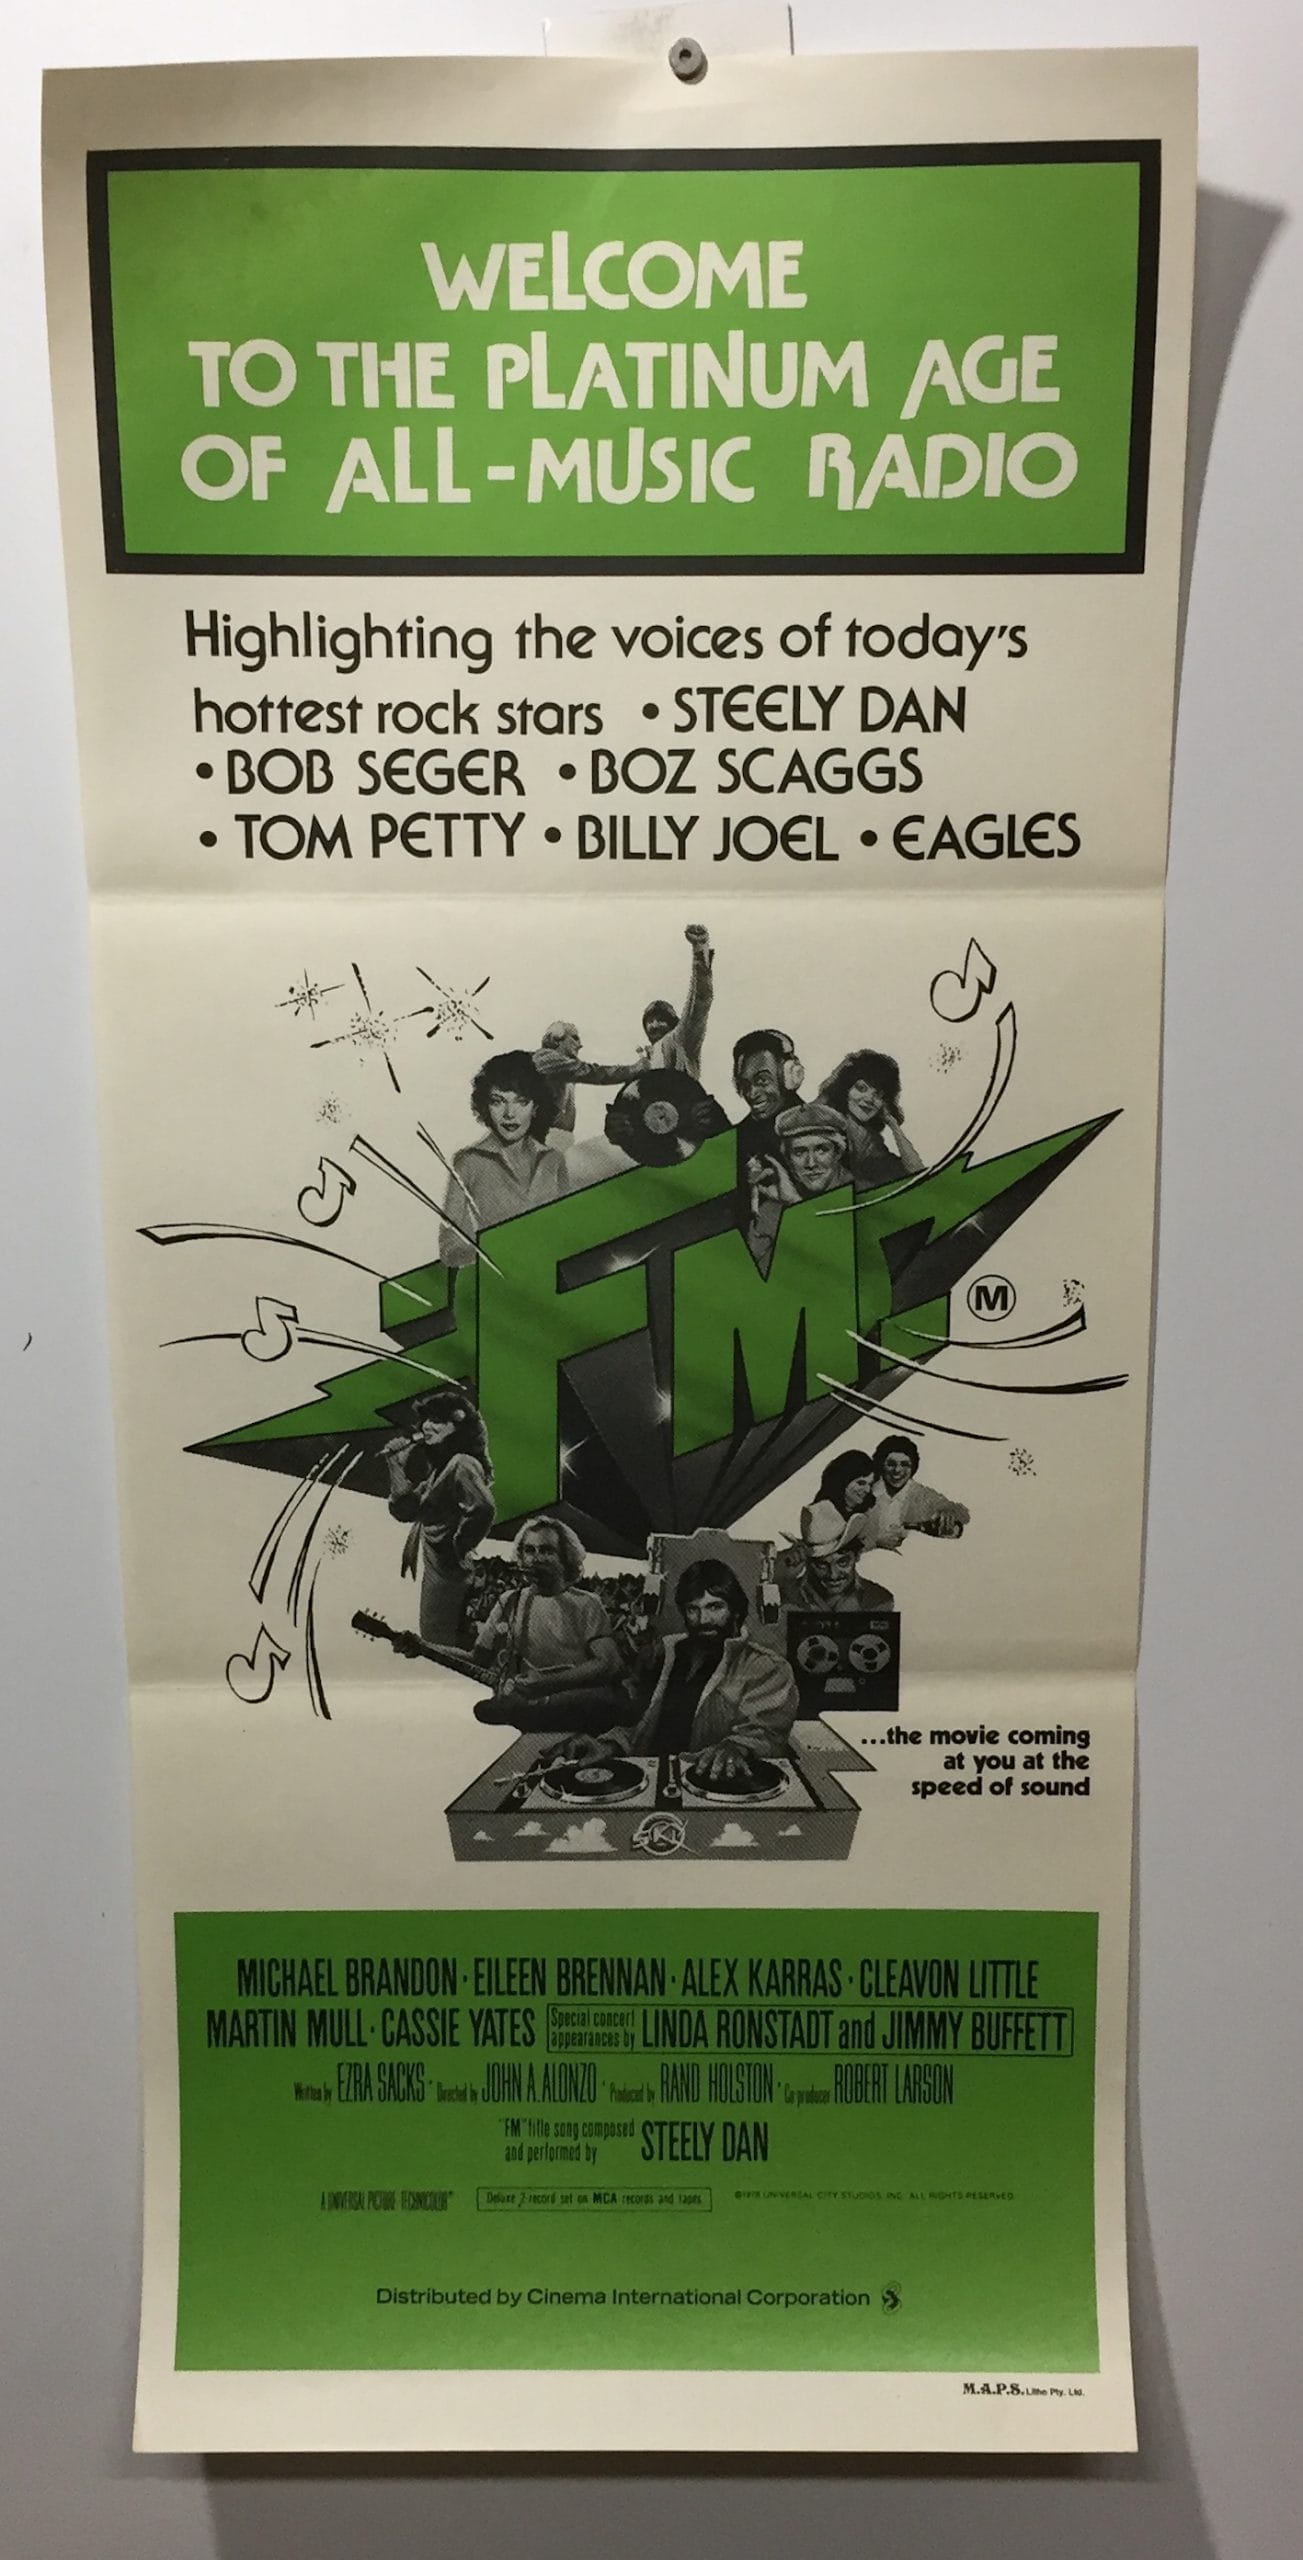 WELCOME
TO THE PLATINUM AGE
OF ALL-MUSIC RADIO
Highlighting the voices of today's
hottest rock stars • STEELY DAN
• BOB SEGER • BOZ SCAGGS
• TOM PETTY • BILLY JOEL • EAGLES
FM
M
...the movie coming
at you at the
speed of sound
MICHAEL BRANDON · EILEEN BRENNAN · ALEX KARRAS · CLEAVON LITTLE
MARTIN MULL · CASSIE YATES Special concert appearances by LINDA RONSTADT and JIMMY BUFFETT
Written by EZRA SACKS · Directed by JOHN A. ALONZO · Produced by RAND HOLSTON · Co-producer ROBERT LARSON
"FM" title song composed
and performed by STEELY DAN
A UNIVERSAL PICTURE TECHNICOLOR® Deluxe 2-record set on MCA records and tapes ©1978 UNIVERSAL CITY STUDIOS, INC. ALL RIGHTS RESERVED
Distributed by Cinema International Corporation
M.A.P.S. Litho Pty. Ltd.